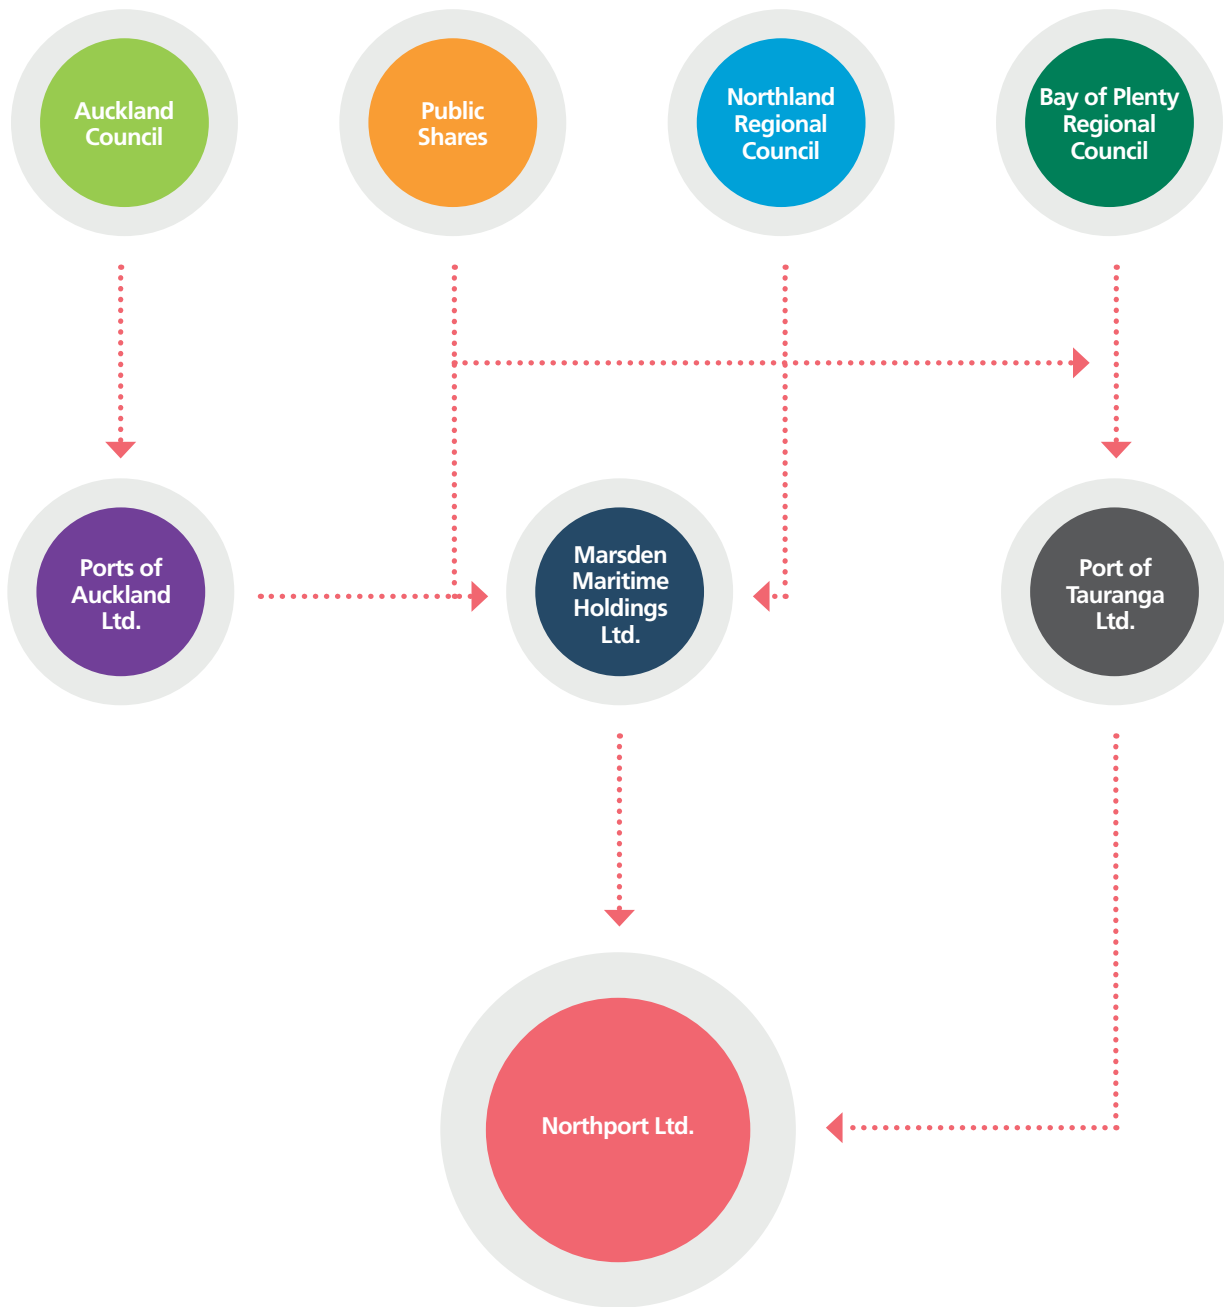 Auckland
Council
Public
Shares
Northland
Regional
Council
Bay of Plenty
Regional
Council
Ports of
Auckland
Ltd.
Marsden
Maritime
Holdings
Ltd.
Port of
Tauranga
Ltd.
Northport Ltd.